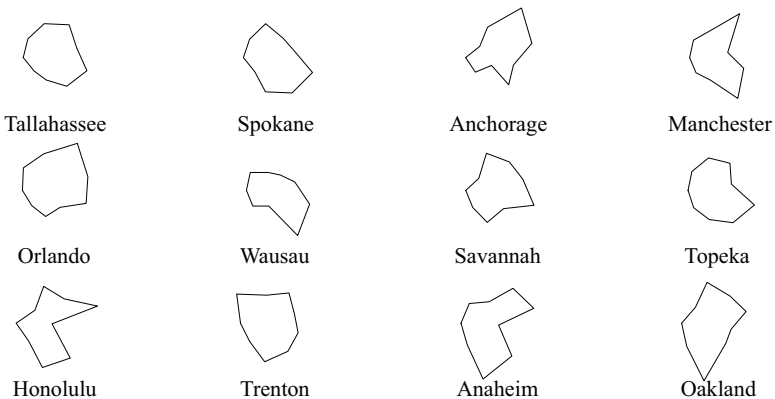 Tallahassee Spokane Anchorage Manchester
Orlando Wausau Savannah Topeka
Honolulu Trenton Anaheim Oakland